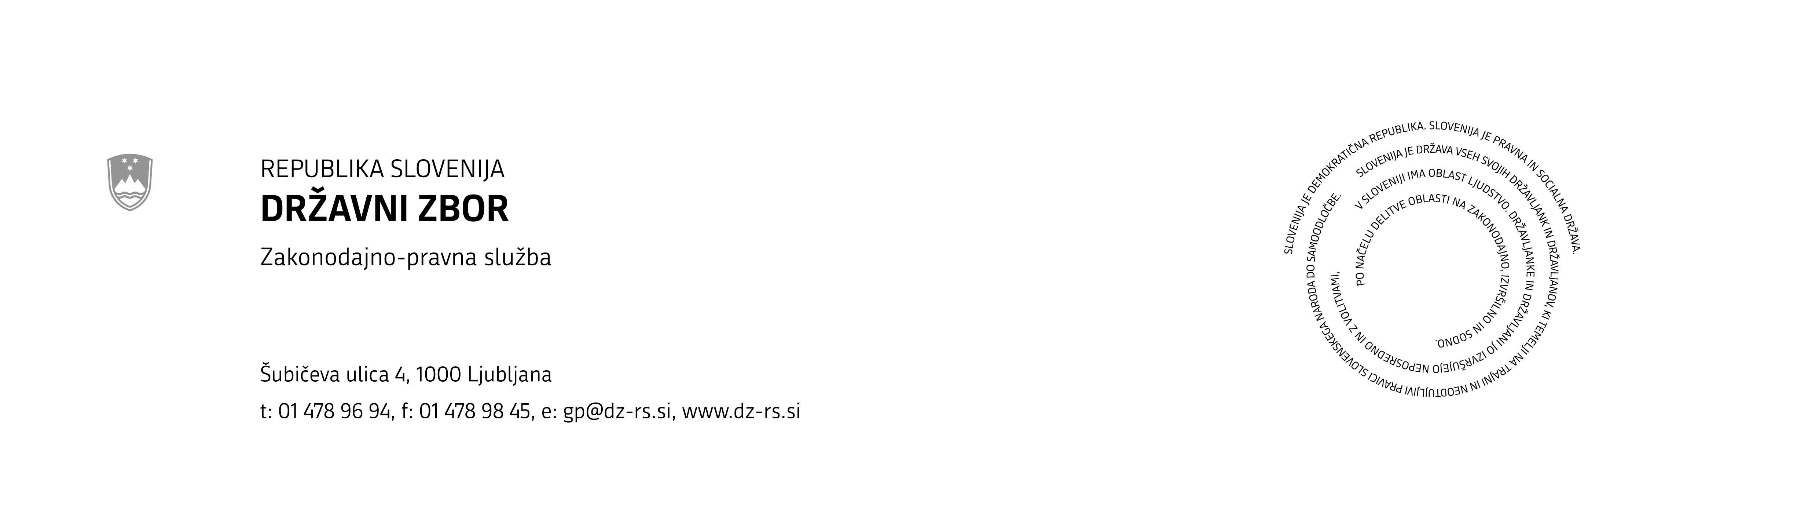 REPUBLIKA SLOVENIJA
DRŽAVNI ZBOR
Zakonodajno-pravna služba
Šubičeva ulica 4, 1000 Ljubljana
t: 01 478 96 94, f: 01 478 98 45, e: gp@dz-rs.si, www.dz-rs.si
SLOVENIJA JE DEMOKRATIČNA REPUBLIKA. SLOVENIJA JE PRAVNA IN SOCIALNA DRŽAVA.
SLOVENIJA JE DRŽAVA VSEH SVOJIH DRŽAVLJANK IN DRŽAVLJANOV, KI TEMELJI NA TRAJNI IN NEODTUJLJIVI PRAVICI SLOVENSKEGA NARODA DO SAMOODLOČBE.
V SLOVENIJI IMA OBLAST LJUDSTVO. DRŽAVLJANKE IN DRŽAVLJANI JO IZVRŠUJEJO NEPOSREDNO IN Z VOLITVAMI,
PO NAČELU DELITVE OBLASTI NA ZAKONODAJNO, IZVRŠILNO IN SODNO.